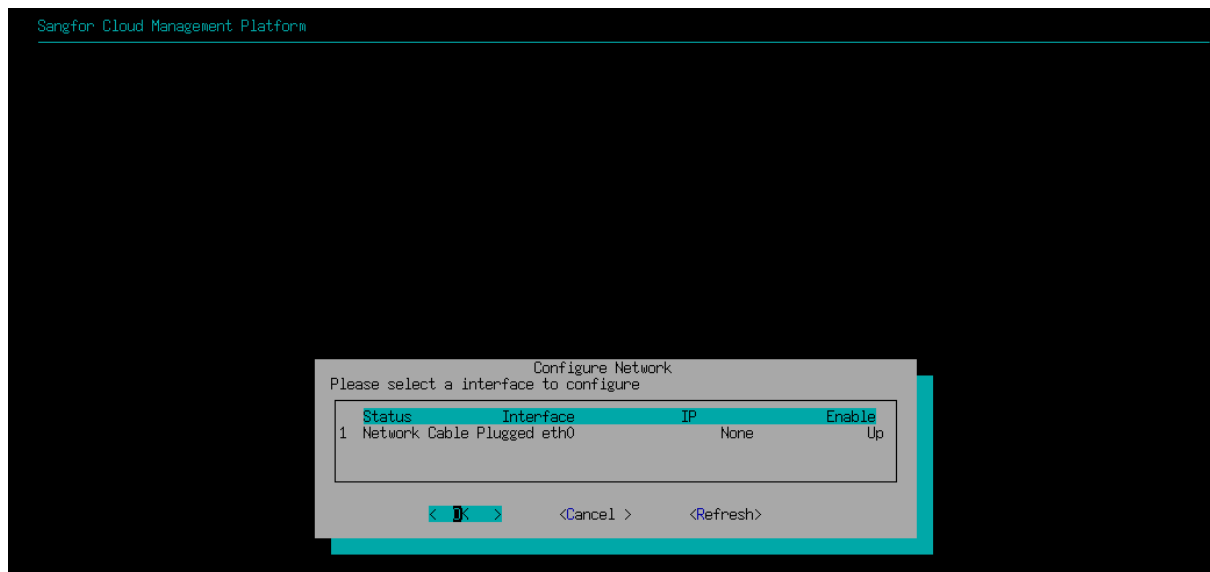 Sangfor Cloud Management Platform
Configure Network
Please select a interface to configure
Status Interface IP Enable
1 Network Cable Plugged eth0 None Up
< OK > <Cancel > <Refresh>